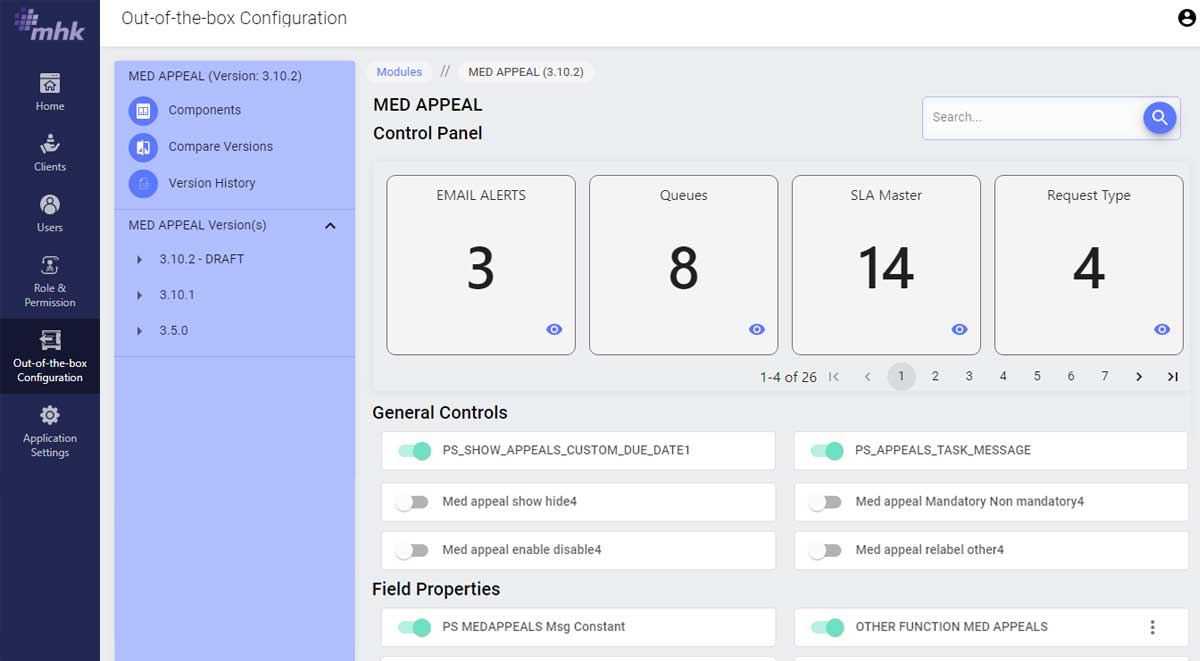 mhk
Out-of-the-box Configuration
Home
Clients
Users
Role &
Permission
Out-of-the-box
Configuration
Application
Settings
MED APPEAL (Version: 3.10.2)
Components
Compare Versions
Version History
MED APPEAL Version(s)
3.10.2 - DRAFT
3.10.1
3.5.0
Modules // MED APPEAL (3.10.2)
MED APPEAL
Control Panel
Search...
EMAIL ALERTS
3
Queues
8
SLA Master
14
Request Type
4
1-4 of 26 1 2 3 4 5 6 7
General Controls
PS_SHOW_APPEALS_CUSTOM_DUE_DATE1
PS_APPEALS_TASK_MESSAGE
Med appeal show hide4
Med appeal Mandatory Non mandatory4
Med appeal enable disable4
Med appeal relabel other4
Field Properties
PS MEDAPPEALS Msg Constant
OTHER FUNCTION MED APPEALS